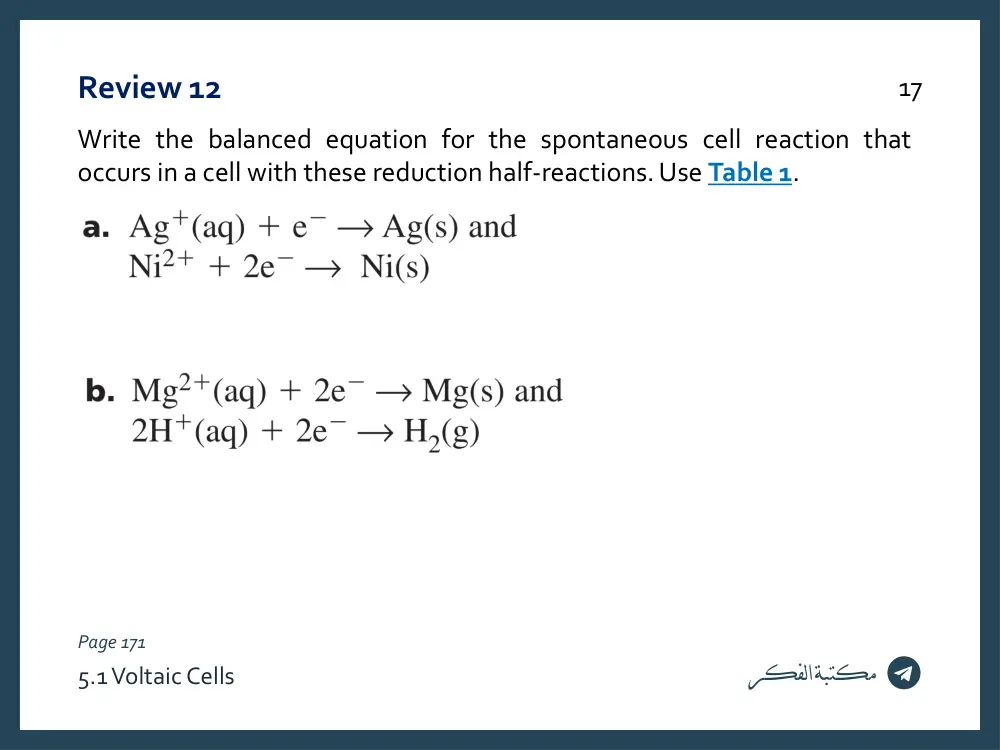 Review 12
17
Write the balanced equation for the spontaneous cell reaction that
occurs in a cell with these reduction half-reactions. Use Table 1.
a. Ag⁺(aq) + e⁻ → Ag(s) and
Ni²⁺ + 2e⁻ → Ni(s)
b. Mg²⁺(aq) + 2e⁻ → Mg(s) and
2H⁺(aq) + 2e⁻ → H₂(g)
Page 171
5.1 Voltaic Cells
مكتبة الفكر